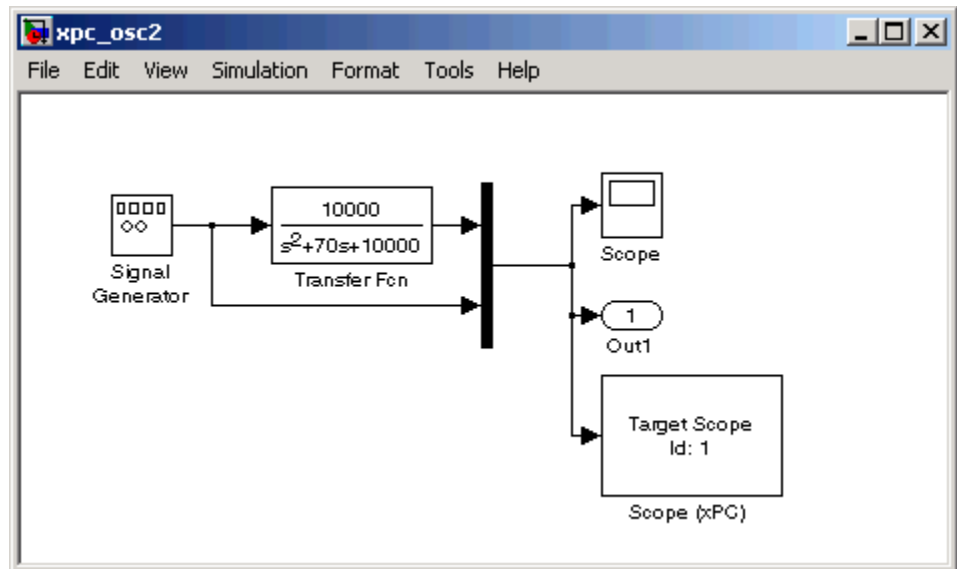 xpc_osc2
File Edit View Simulation Format Tools Help
Signal
Generator
10000
s²+70s+10000
Transfer Fcn
Scope
1
Out1
Target Scope
Id: 1
Scope (xPC)